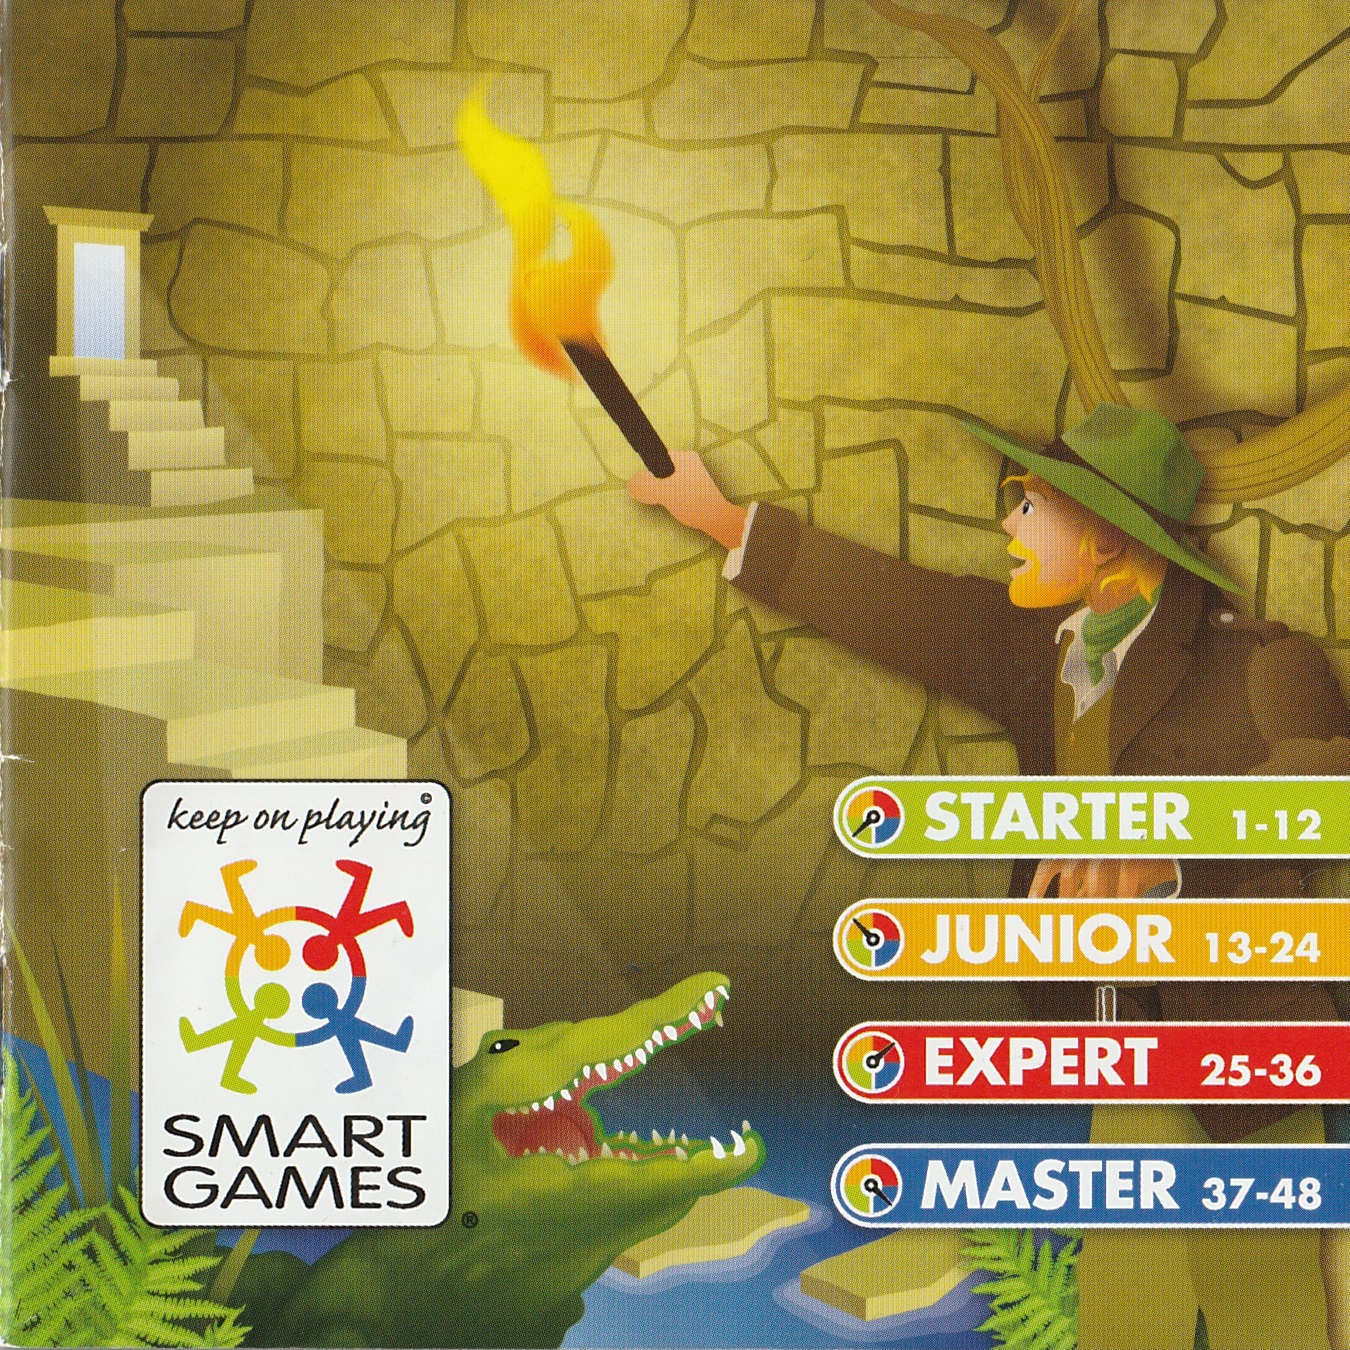 keep on playing©
SMART
GAMES®
STARTER 1-12
JUNIOR 13-24
EXPERT 25-36
MASTER 37-48